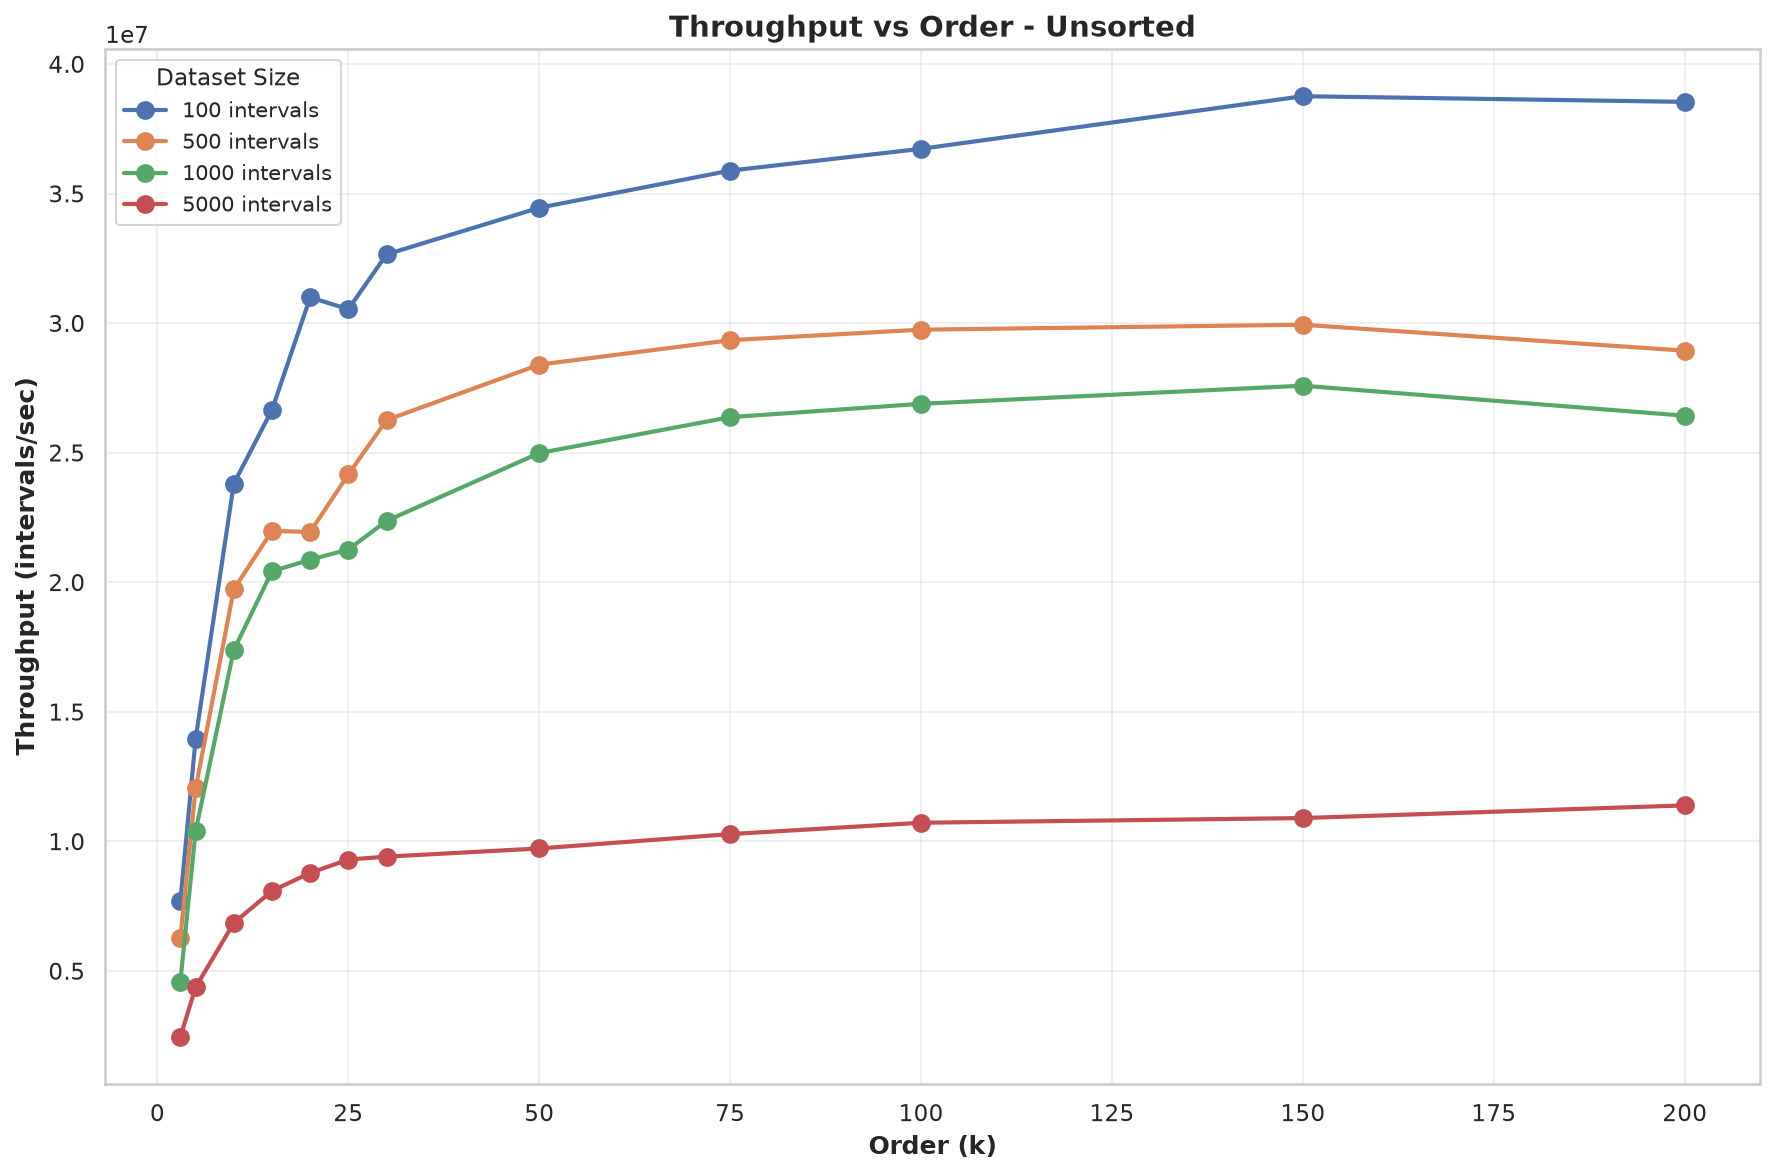 Throughput vs Order - Unsorted
1e7
4.0
3.5
3.0
2.5
2.0
1.5
1.0
0.5
Throughput (intervals/sec)
Dataset Size
100 intervals
500 intervals
1000 intervals
5000 intervals
0 25 50 75 100 125 150 175 200
Order (k)